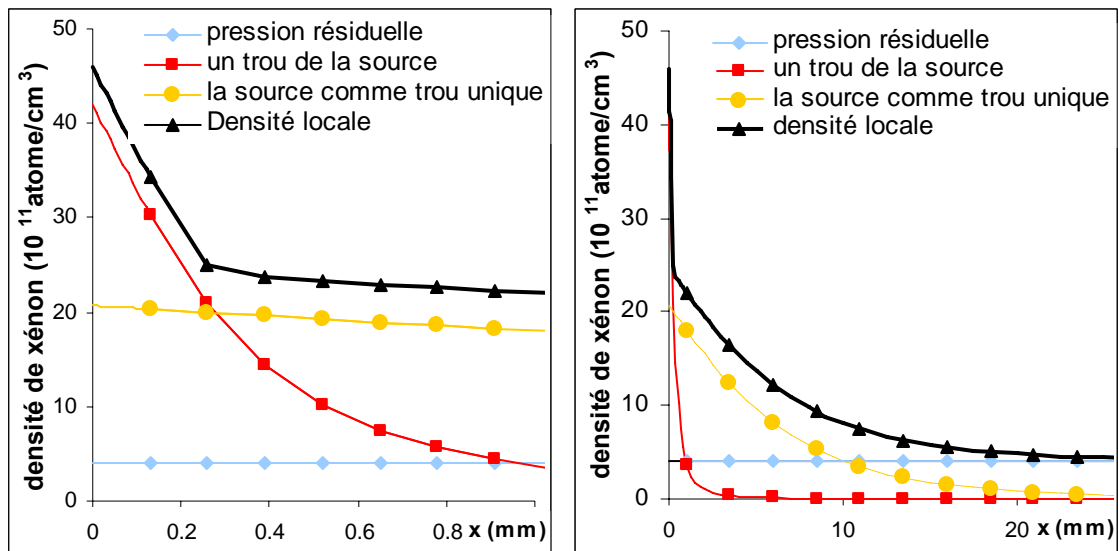 50
40
30
20
10
0
densité de xénon (10 ¹¹atome/cm ³)
pression résiduelle
un trou de la source
la source comme trou unique
Densité locale
0 0.2 0.4 0.6 0.8 x (mm)
50
40
30
20
10
0
densité de xénon (10 ¹¹atome/cm ³)
pression résiduelle
un trou de la source
la source comme trou unique
densité locale
0 10 20 x (mm)